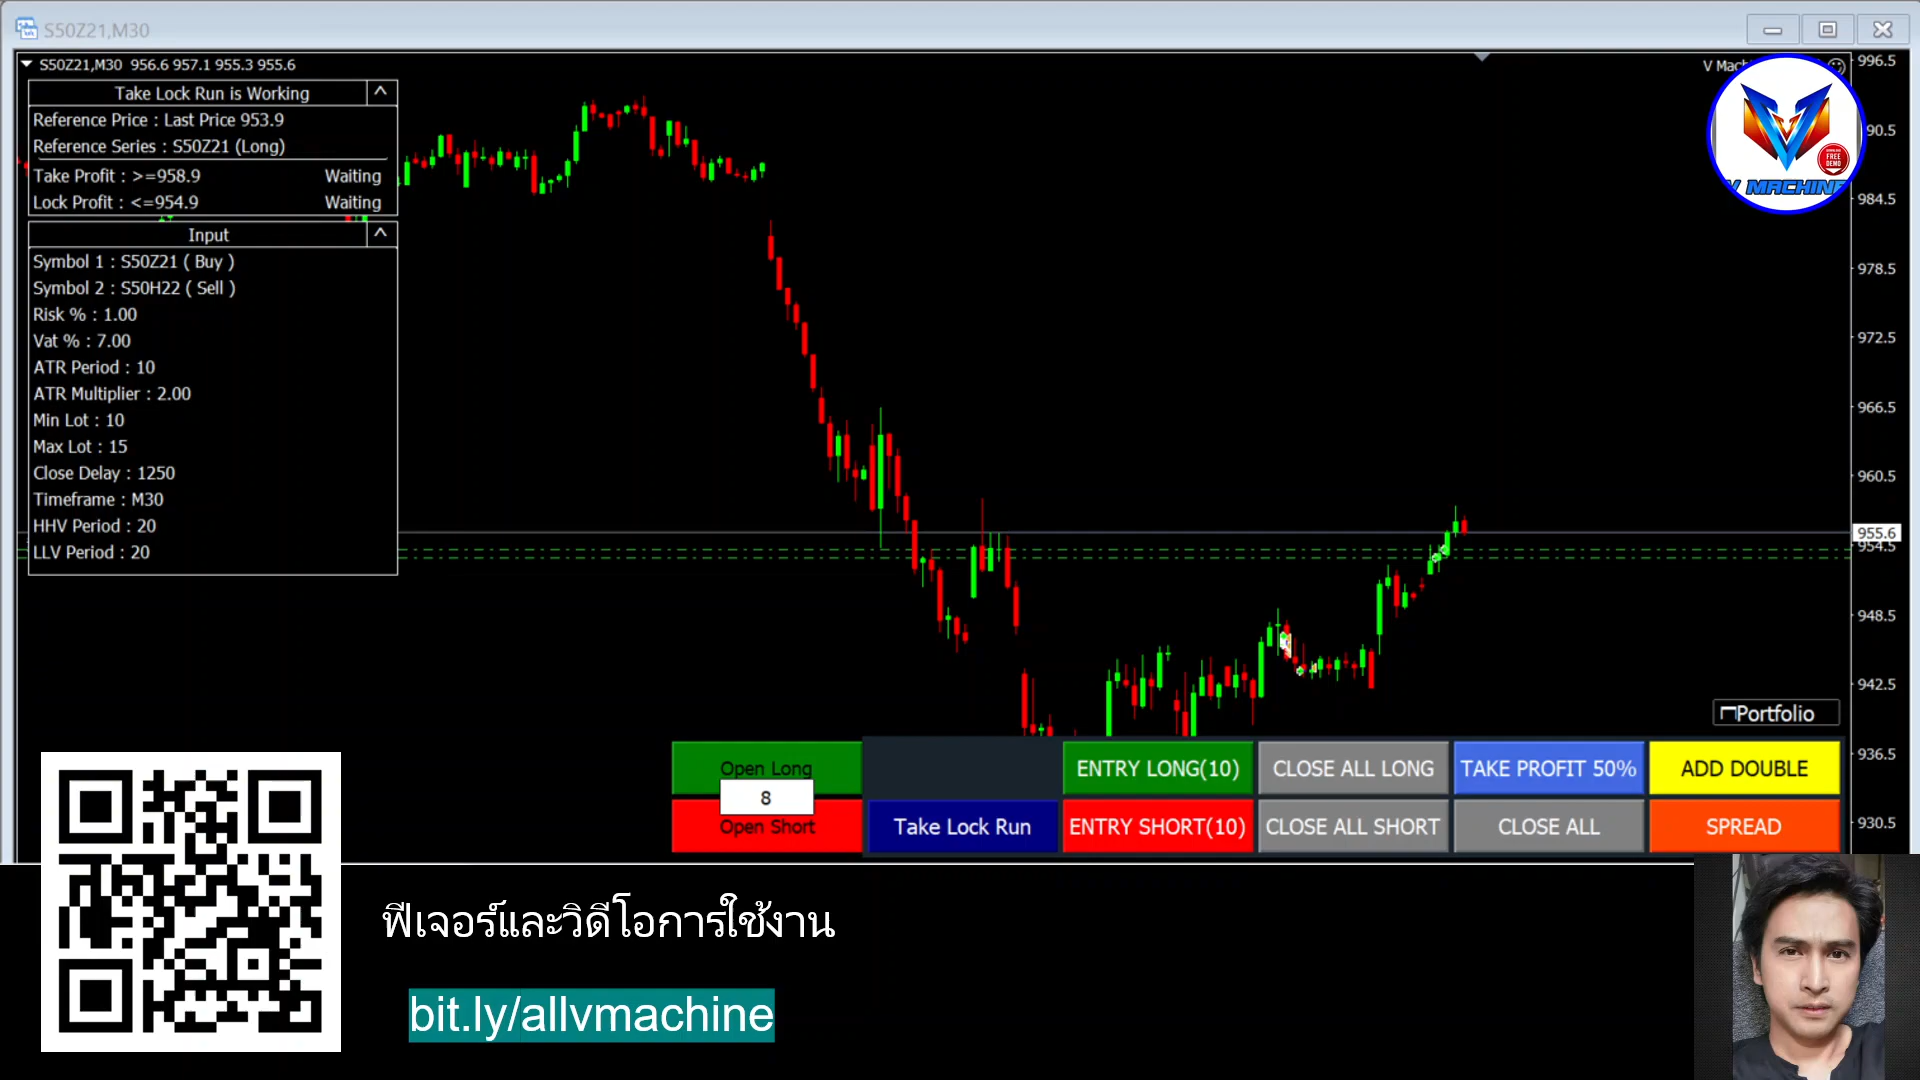 S50Z21,M30
S50Z21,M30 956.6 957.1 955.3 955.6
Take Lock Run is Working ^
Reference Price : Last Price 953.9
Reference Series : S50Z21 (Long)
Take Profit : >=958.9 Waiting
Lock Profit : <=954.9 Waiting
Input ^
Symbol 1 : S50Z21 ( Buy )
Symbol 2 : S50H22 ( Sell )
Risk % : 1.00
Vat % : 7.00
ATR Period : 10
ATR Multiplier : 2.00
Min Lot : 10
Max Lot : 15
Close Delay : 1250
Timeframe : M30
HHV Period : 20
LLV Period : 20
V MACHINE
FREE
DEMO
996.5
90.5
984.5
978.5
972.5
966.5
960.5
955.6
954.5
948.5
942.5
936.5
930.5
Portfolio
Open Long
8
Open Short
Take Lock Run
ENTRY LONG(10) CLOSE ALL LONG TAKE PROFIT 50% ADD DOUBLE
ENTRY SHORT(10) CLOSE ALL SHORT CLOSE ALL SPREAD
ฟีเจอร์และวิดีโอการใช้งาน
bit.ly/allvmachine